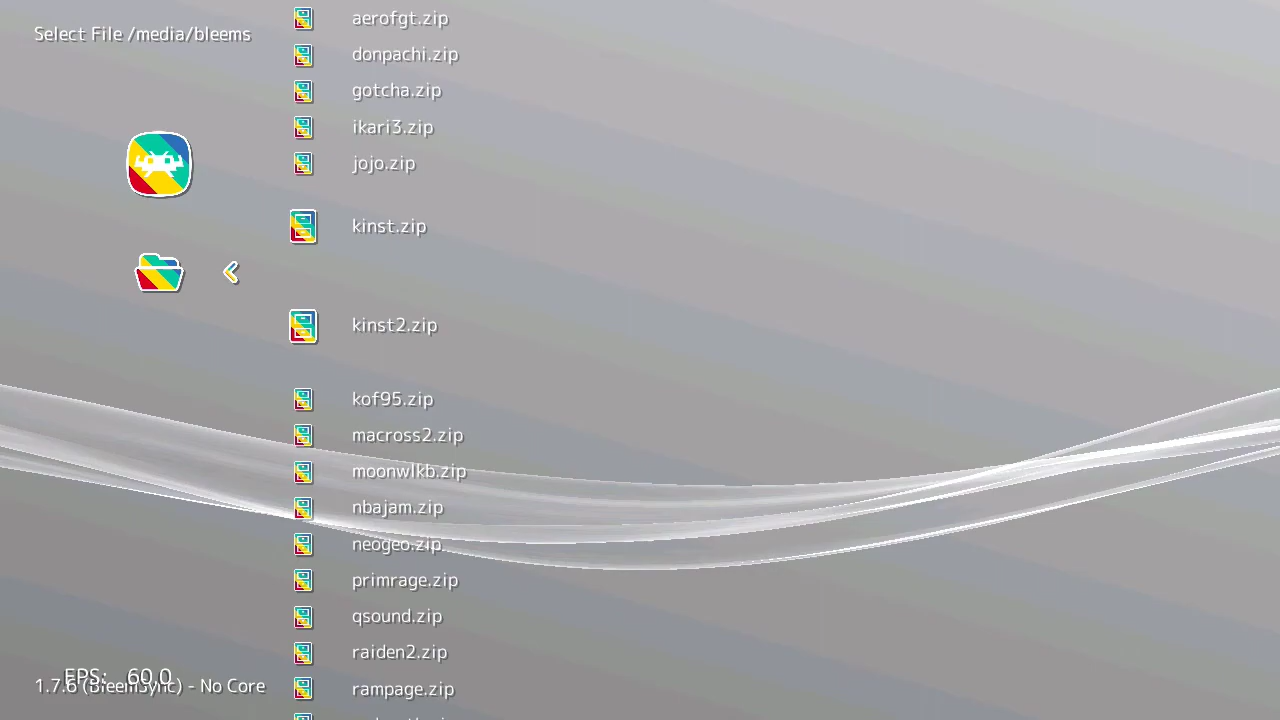 Select File /media/bleems
aerofgt.zip
donpachi.zip
gotcha.zip
ikari3.zip
jojo.zip
kinst.zip
kinst2.zip
kof95.zip
macross2.zip
moonwlkb.zip
nbajam.zip
neogeo.zip
primrage.zip
qsound.zip
raiden2.zip
rampage.zip
FPS: 60.0
1.7.6 (BleemSync) - No Core